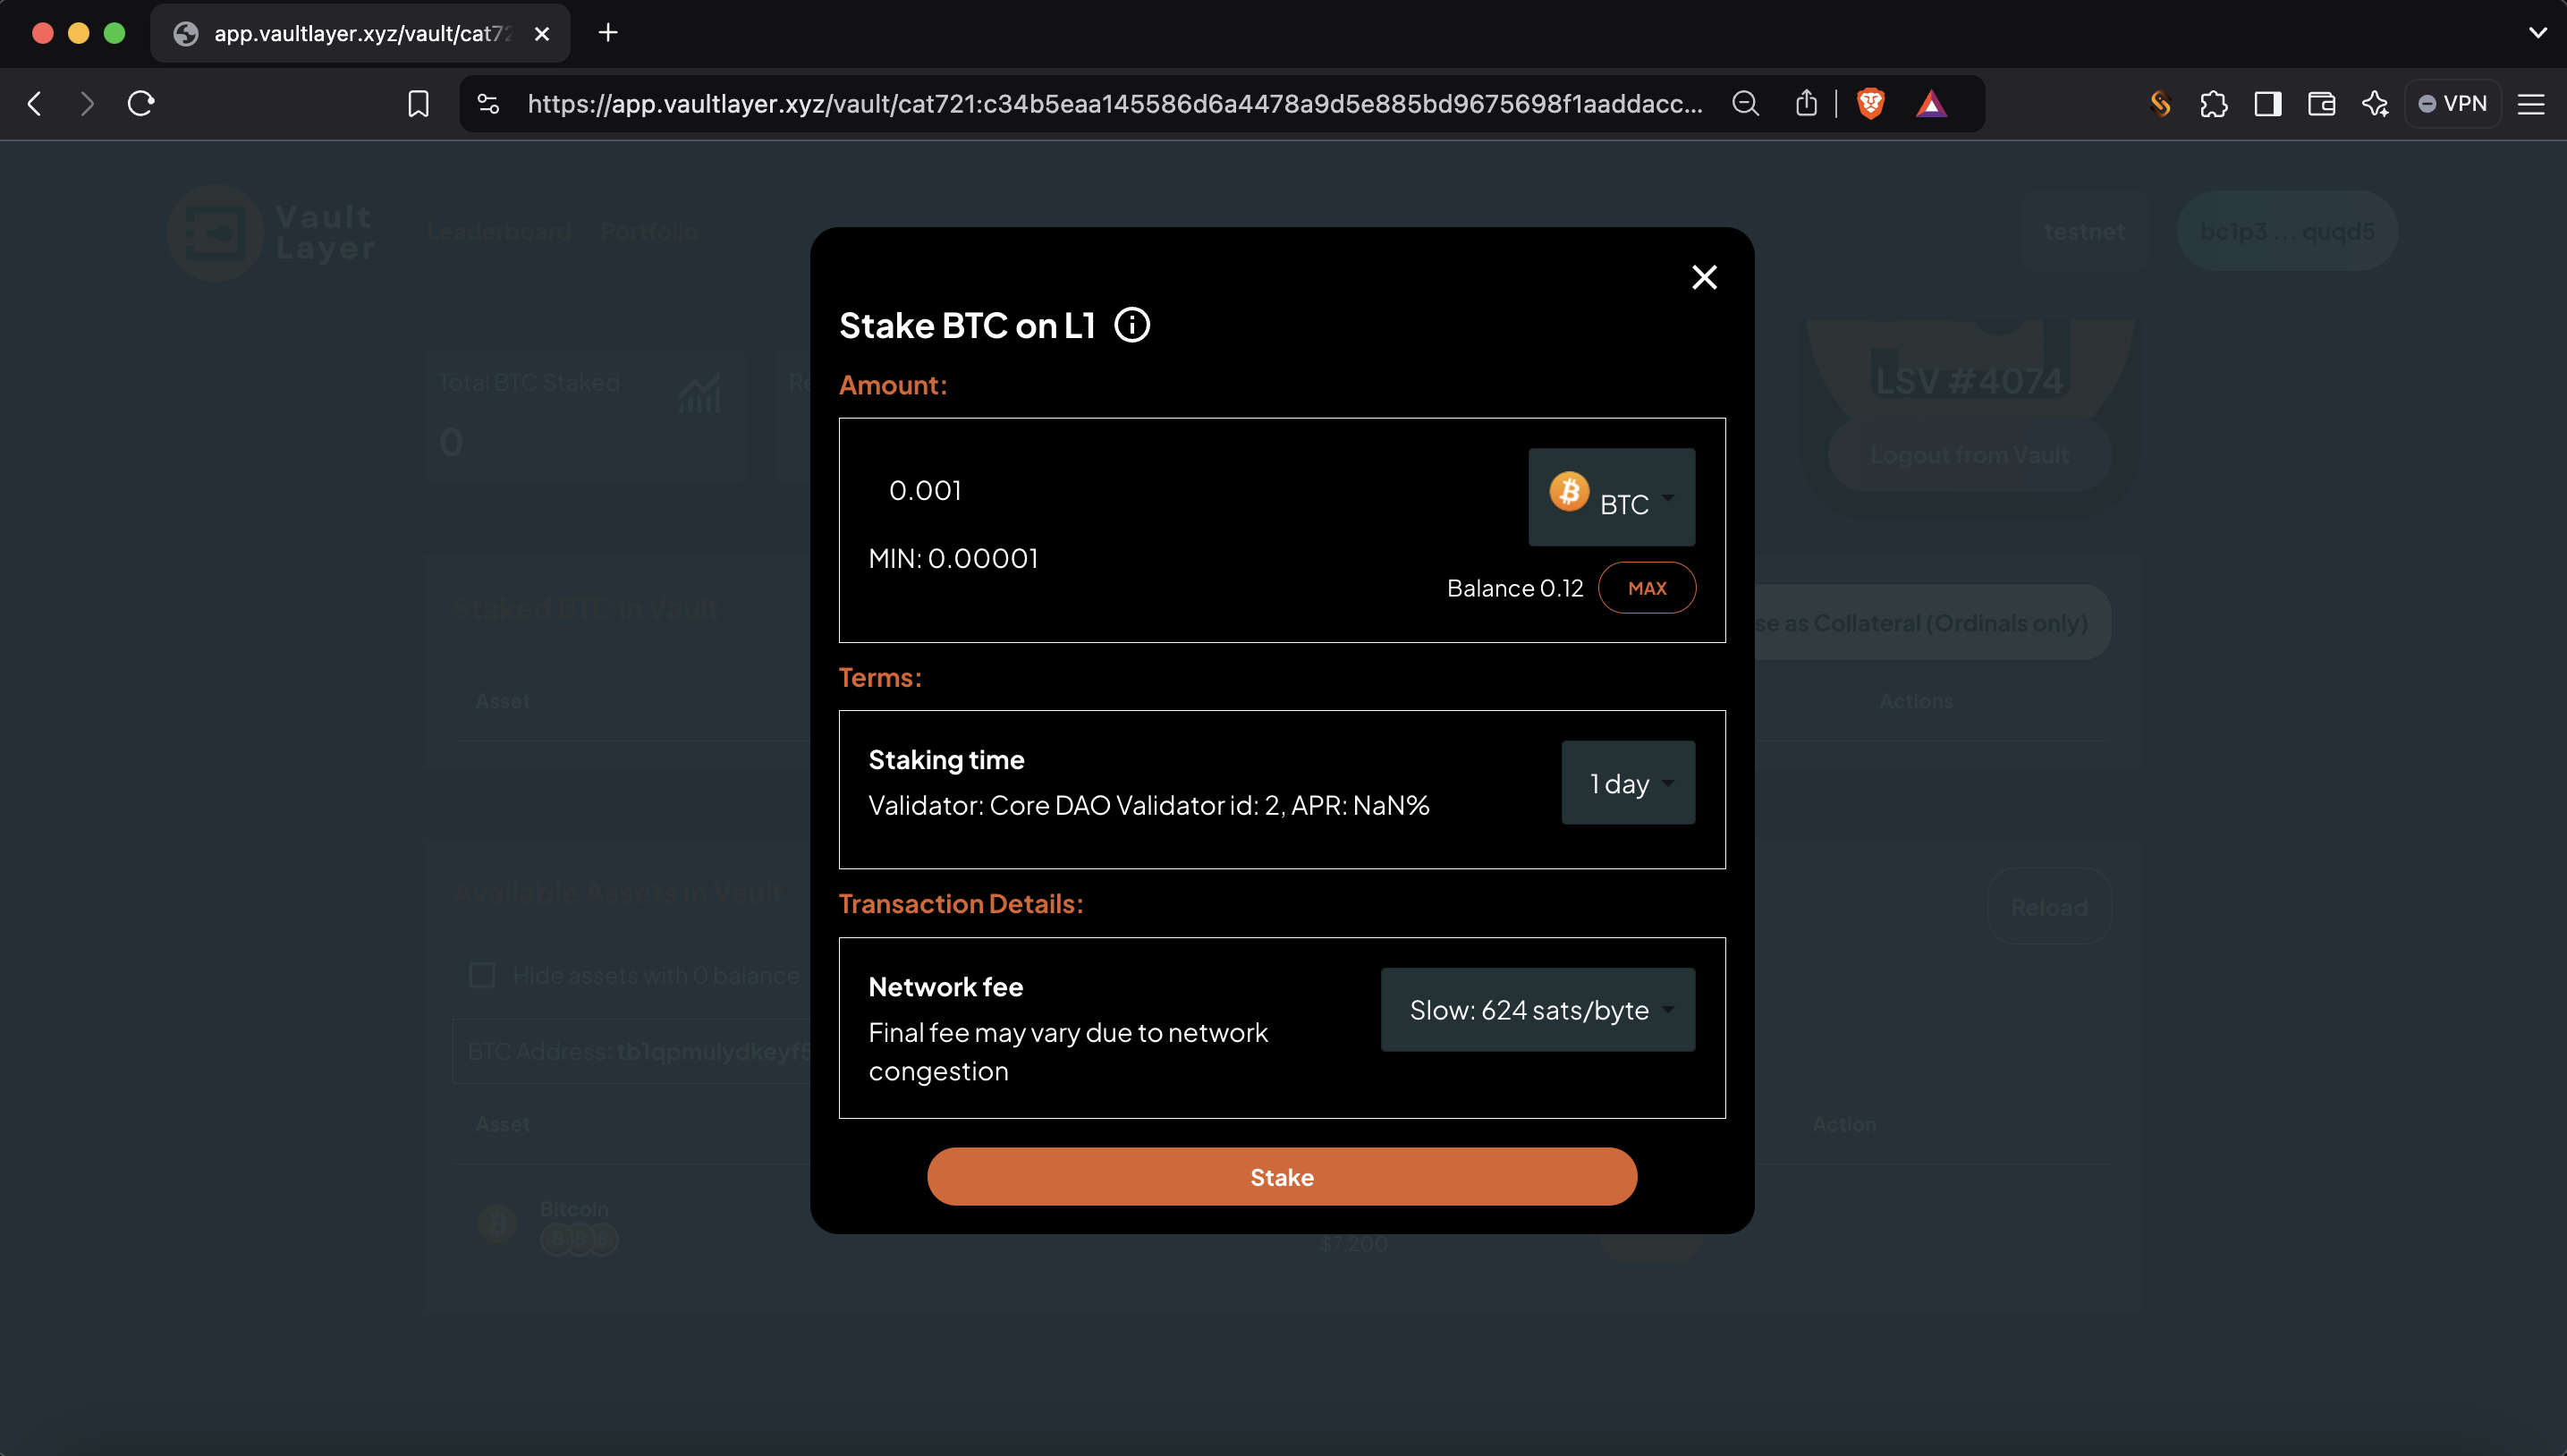 app.vaultlayer.xyz/vault/cat72
https://app.vaultlayer.xyz/vault/cat721:c34b5eaa145586d6a4478a9d5e885bd9675698f1aaddacc...
VPN
Vault
Layer
Leaderboard
Portfolio
testnet
bc1p3 ... quqd5
Total BTC Staked
0
Re
LSV #4074
Logout from Vault
Staked BTC in Vault
se as Collateral (Ordinals only)
Asset
Actions
Available Assets in Vault
Reload
Hide assets with 0 balance
BTC Address: tb1qpmulydkeyf5
Asset
Action
Bitcoin
$7,200
Stake BTC on L1
Amount:
0.001
BTC
MIN: 0.00001
Balance 0.12
MAX
Terms:
Staking time
Validator: Core DAO Validator id: 2, APR: NaN%
1 day
Transaction Details:
Network fee
Final fee may vary due to network
congestion
Slow: 624 sats/byte
Stake